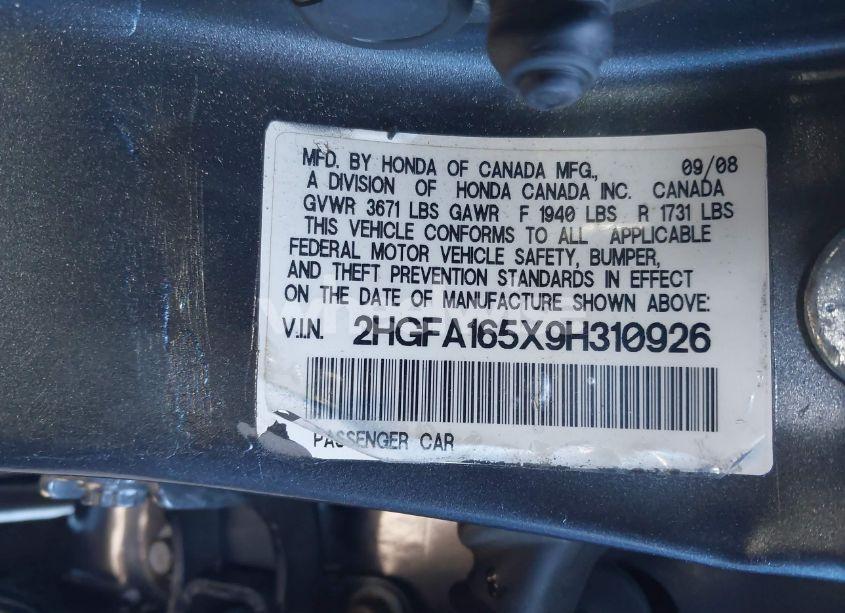 MFD. BY HONDA OF CANADA MFG., 09/08
A DIVISION OF HONDA CANADA INC. CANADA
GVWR 3671 LBS GAWR F 1940 LBS R 1731 LBS
THIS VEHICLE CONFORMS TO ALL APPLICABLE
FEDERAL MOTOR VEHICLE SAFETY, BUMPER,
AND THEFT PREVENTION STANDARDS IN EFFECT
ON THE DATE OF MANUFACTURE SHOWN ABOVE:
V.I.N. 2HGFA165X9H310926
PASSENGER CAR